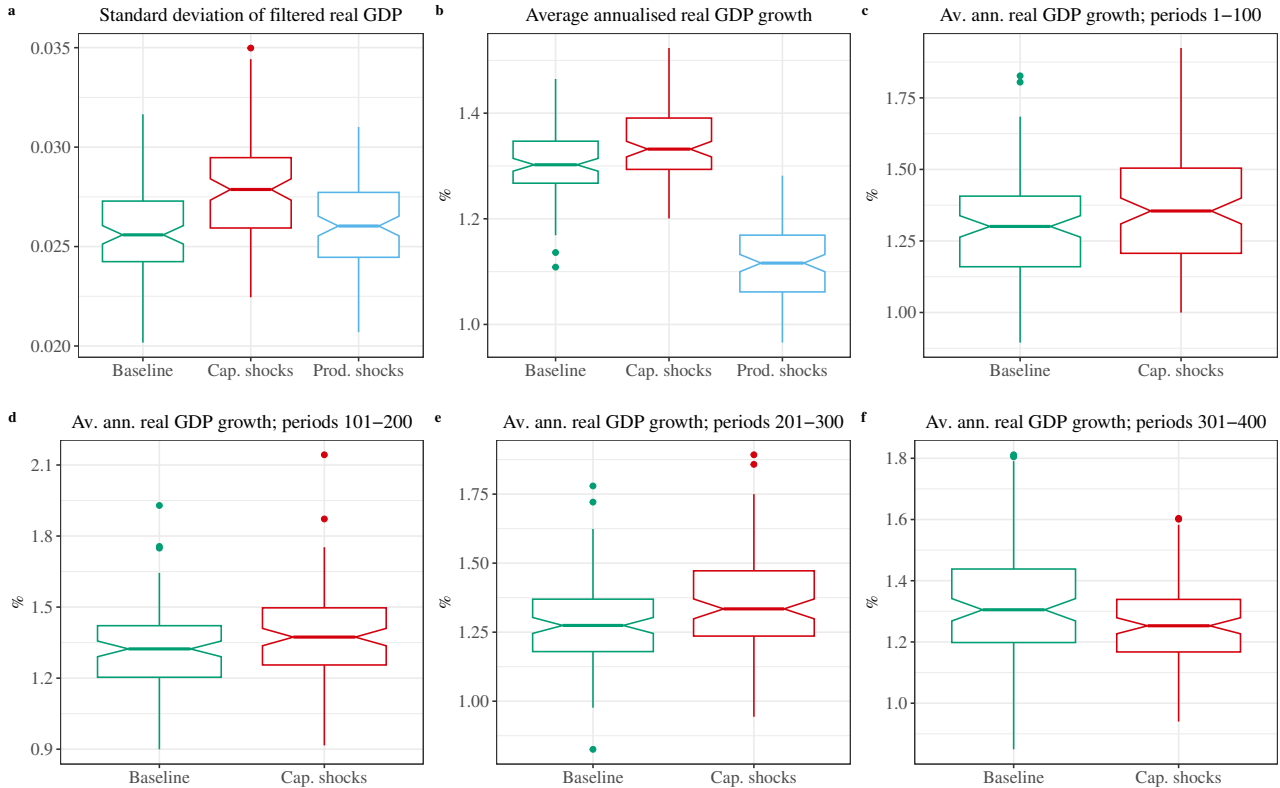 a
Standard deviation of filtered real GDP
0.035
0.030
0.025
0.020
Baseline
Cap. shocks
Prod. shocks
b
Average annualised real GDP growth
%
1.4
1.2
1.0
Baseline
Cap. shocks
Prod. shocks
c
Av. ann. real GDP growth; periods 1−100
%
1.75
1.50
1.25
1.00
Baseline
Cap. shocks
d
Av. ann. real GDP growth; periods 101−200
%
2.1
1.8
1.5
1.2
0.9
Baseline
Cap. shocks
e
Av. ann. real GDP growth; periods 201−300
%
1.75
1.50
1.25
1.00
Baseline
Cap. shocks
f
Av. ann. real GDP growth; periods 301−400
%
1.8
1.6
1.4
1.2
1.0
Baseline
Cap. shocks